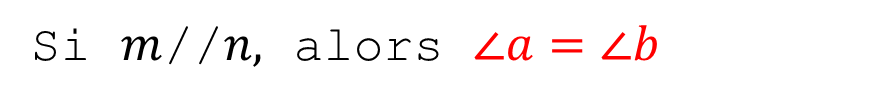 Si m//n, alors ∠a = ∠b